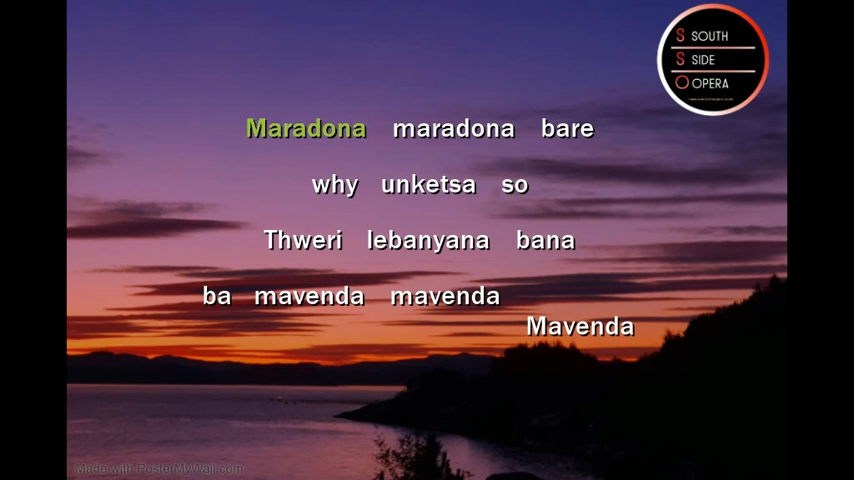 S SOUTH
S SIDE
O OPERA
Maradona maradona bare
why unketsa so
Thweri lebanyana bana
ba mavenda mavenda
Mavenda
Made with PosterMyWall.com